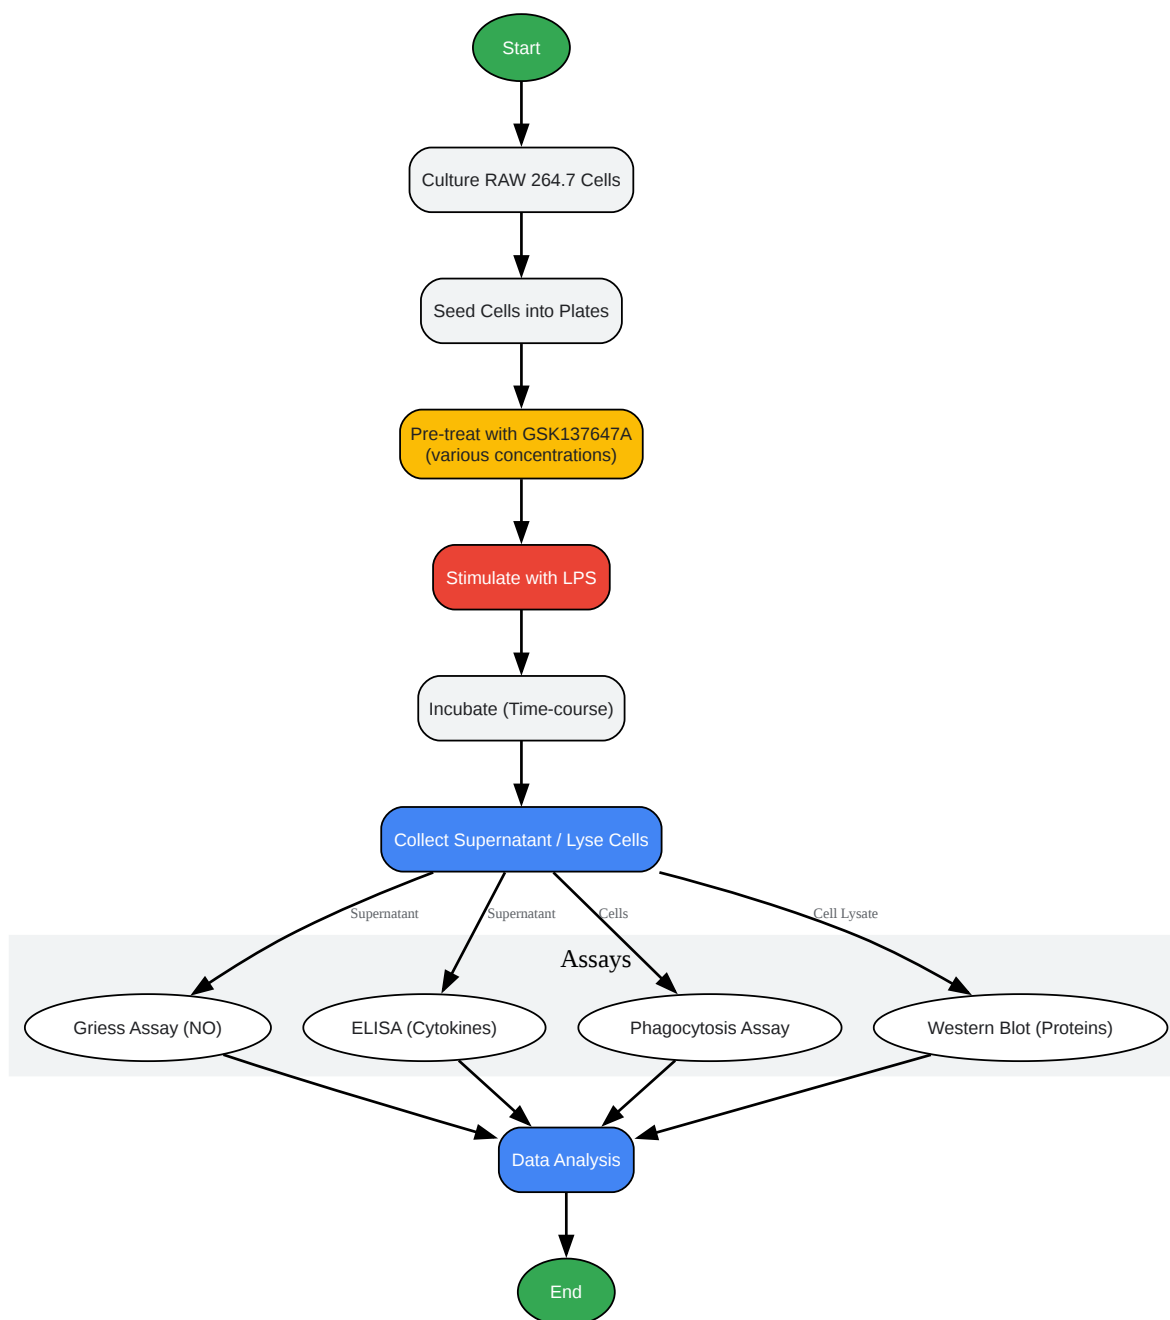 Start
Culture RAW 264.7 Cells
Seed Cells into Plates
Pre-treat with GSK137647A
(various concentrations)
Stimulate with LPS
Incubate (Time-course)
Collect Supernatant / Lyse Cells
Supernatant
Supernatant
Cells
Cell Lysate
Assays
Griess Assay (NO)
ELISA (Cytokines)
Phagocytosis Assay
Western Blot (Proteins)
Data Analysis
End